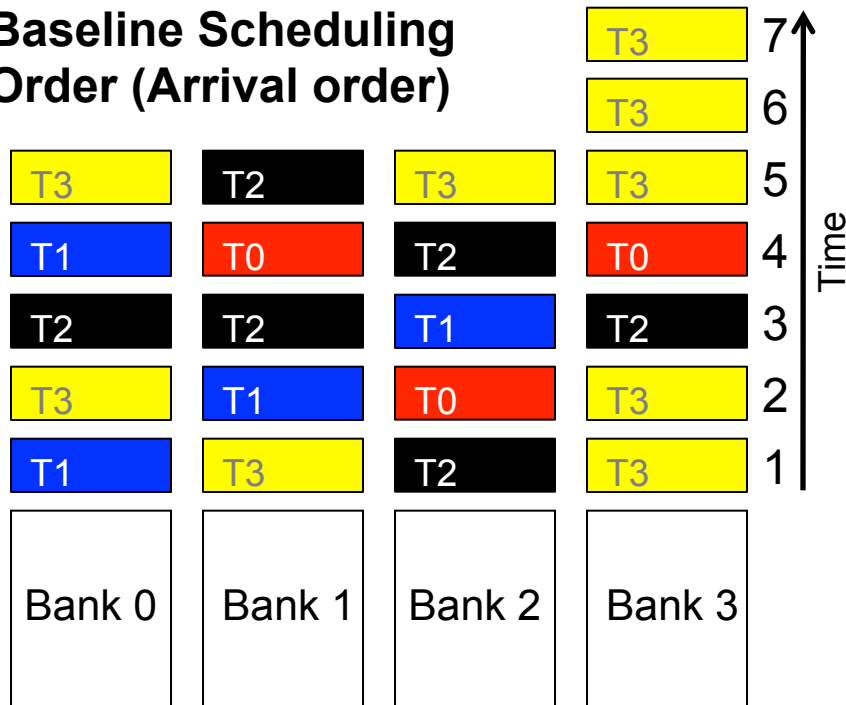 Baseline Scheduling
Order (Arrival order)
T3 7
T3 6
T3 T2 T3 T3 5
T1 T0 T2 T0 4
T2 T2 T1 T2 3
T3 T1 T0 T3 2
T1 T3 T2 T3 1
Time
Bank 0 Bank 1 Bank 2 Bank 3